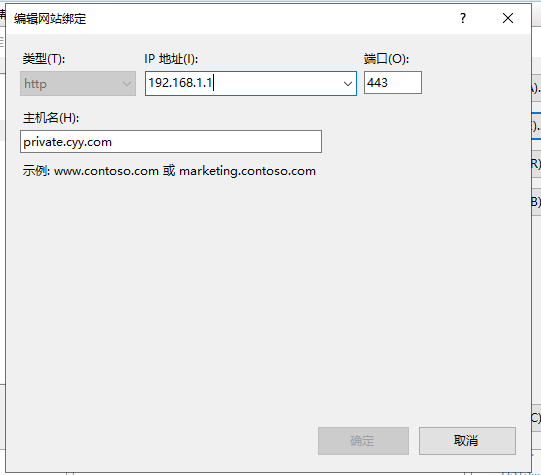 编辑网站绑定
?
类型(T):
IP 地址(I):
端口(O):
http
192.168.1.1
443
主机名(H):
private.cyy.com
示例: www.contoso.com 或 marketing.contoso.com
R)
B)
C)
确定
取消